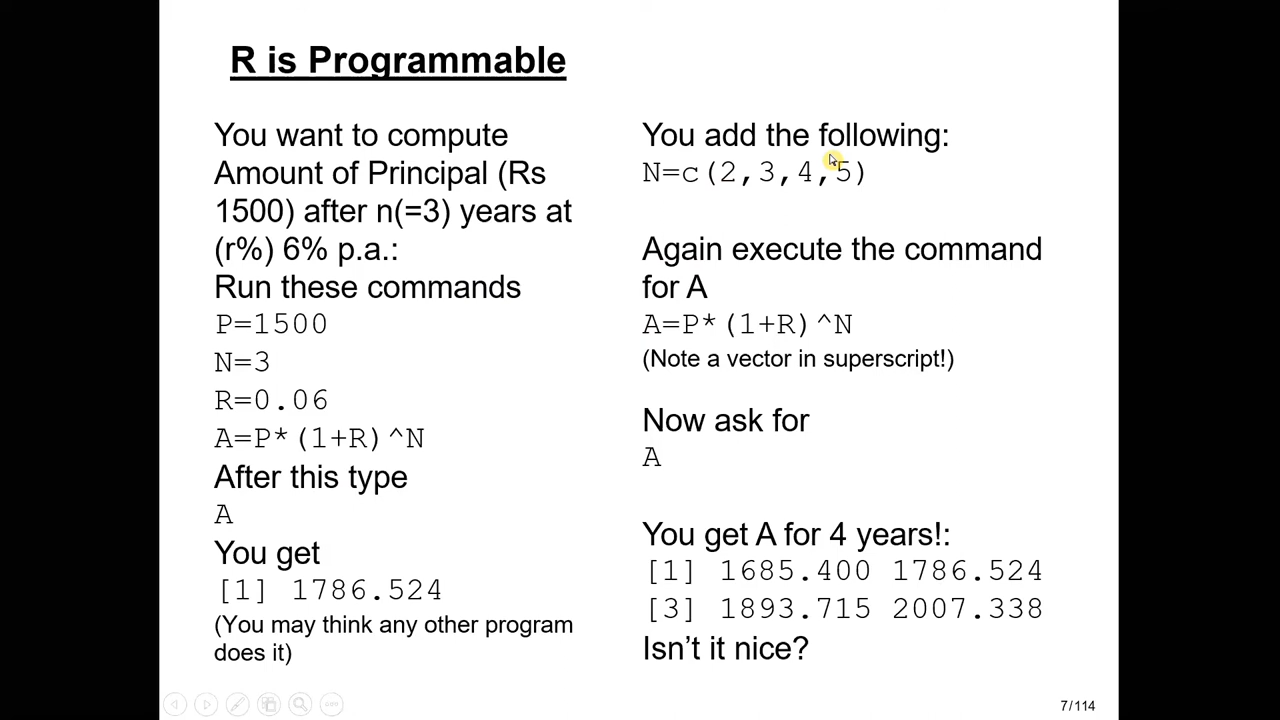 R is Programmable
You want to compute
Amount of Principal (Rs
1500) after n(=3) years at
(r%) 6% p.a.:
Run these commands
P=1500
N=3
R=0.06
A=P*(1+R)^N
After this type
A
You get
[1] 1786.524
(You may think any other program
does it)
You add the following:
N=c(2,3,4,5)
Again execute the command
for A
A=P*(1+R)^N
(Note a vector in superscript!)
Now ask for
A
You get A for 4 years!:
[1] 1685.400 1786.524
[3] 1893.715 2007.338
Isn't it nice?
7/114